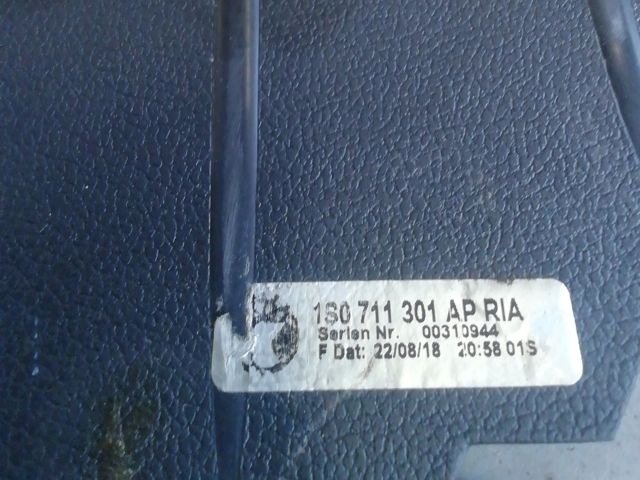 1S0 711 301 AP RIA
Serien Nr. 00310944
F Dat: 22/08/18 20:58 01S